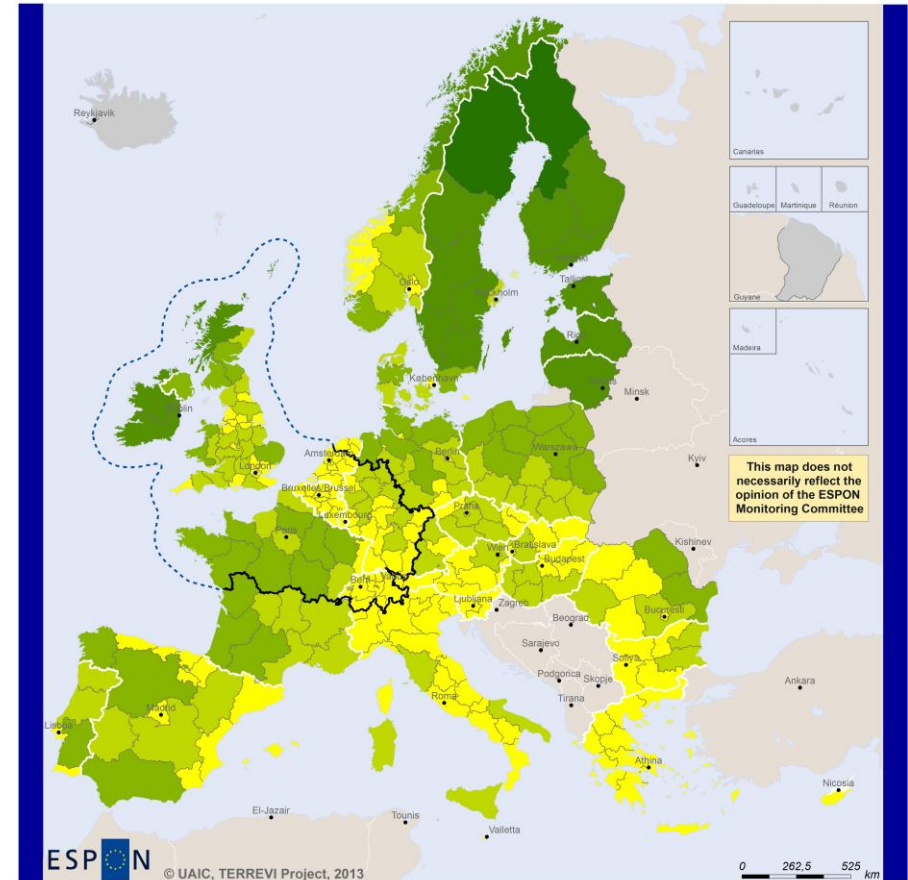 Reykjavik
Canarias
Guadeloupe
Martinique
Réunion
Guyane
Madeira
Acores
This map does not
necessarily reflect the
opinion of the ESPON
Monitoring Committee
Oslo
Stockholm
Minsk
København
Dublin
London
Amsterdam
Berlin
Warszawa
Kyiv
Bruxelles/Brussel
Luxembourg
Praha
Paris
Kishinev
Wien
Bratislava
Budapest
Bern
Ljubljana
Zagreb
Bucuresti
Beograd
Sarajevo
Sofiya
Podgorica
Skopje
Ankara
Tirana
Roma
Madrid
Lisboa
Athina
Nicosia
El-Jazair
Tounis
Valletta
ESPON
© UAIC, TERREVI Project, 2013
0 262,5 525
km